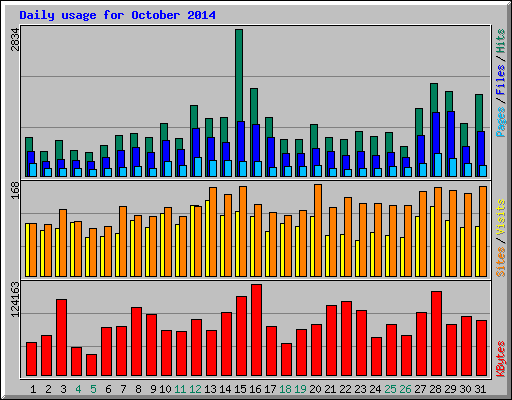 Daily usage for October 2014
2834
Pages / Files / Hits
168
Sites / Visits
124163
KBytes
1 2 3 4 5 6 7 8 9 10 11 12 13 14 15 16 17 18 19 20 21 22 23 24 25 26 27 28 29 30 31